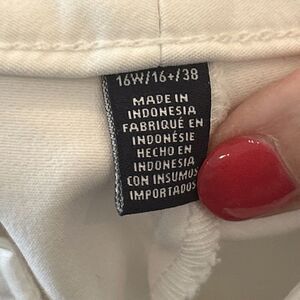 16W/16+/38
MADE IN
INDONESIA
FABRIQUÉ EN
INDONÉSIE
HECHO EN
INDONESIA
CON INSUMOS
IMPORTADOS